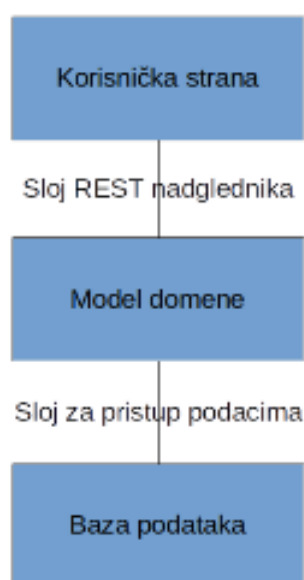 Korisnička strana
Sloj REST nadglednika
Model domene
Sloj za pristup podacima
Baza podataka